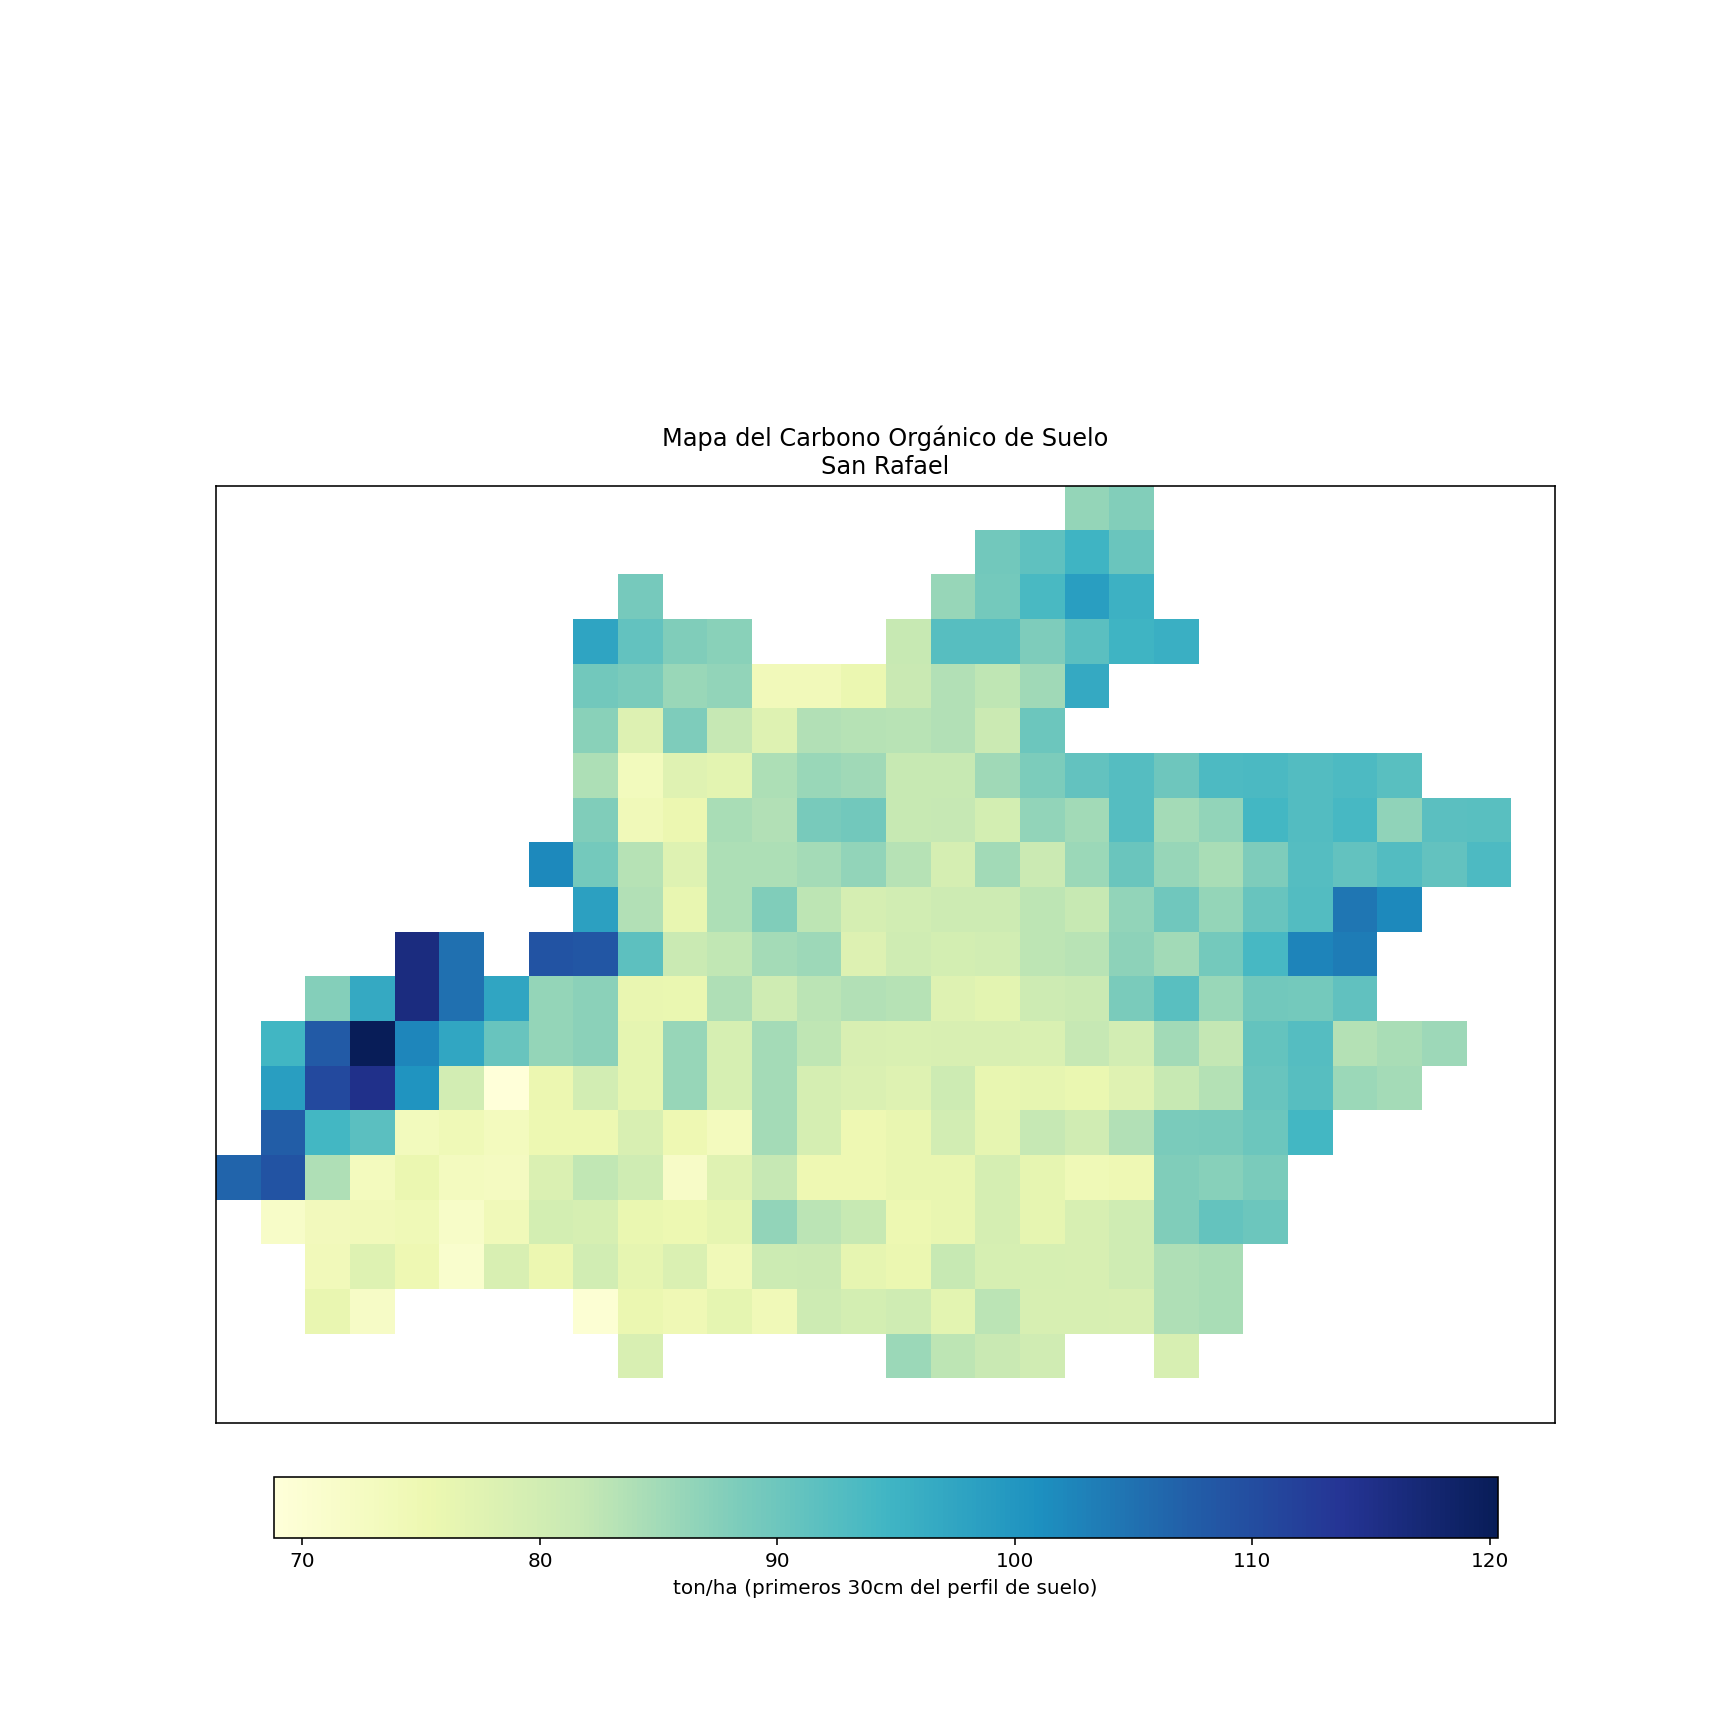 Mapa del Carbono Orgánico de Suelo
San Rafael
70 80 90 100 110 120
ton/ha (primeros 30cm del perfil de suelo)